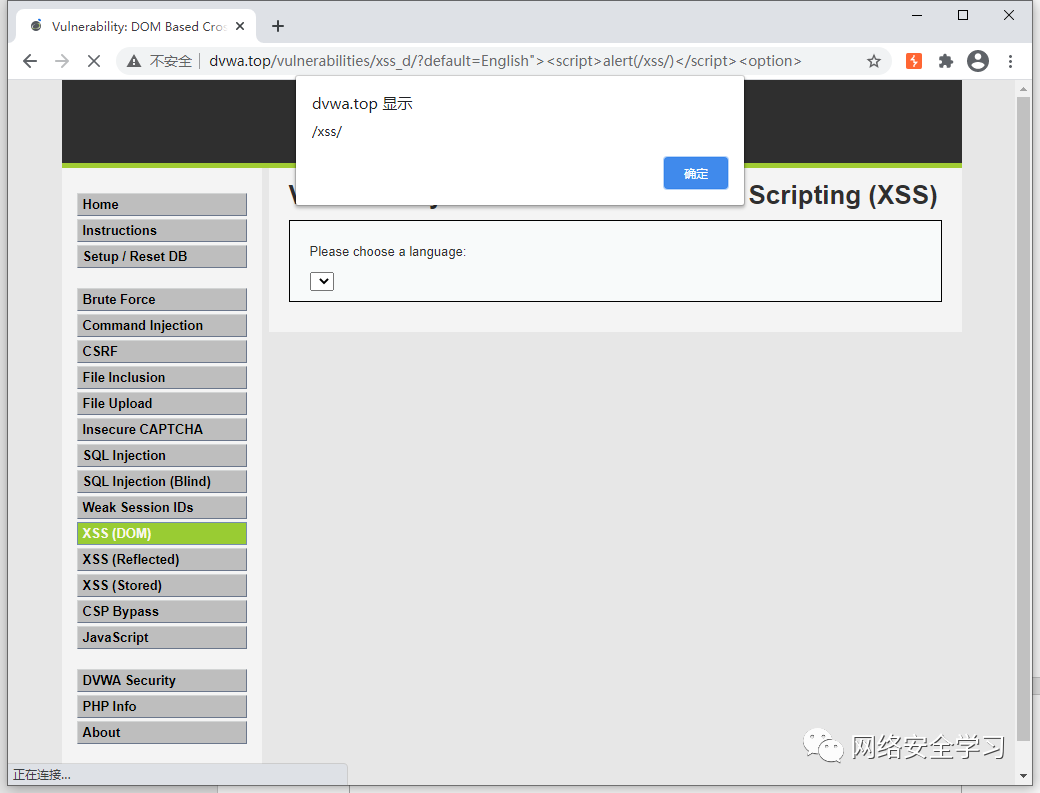 Vulnerability: DOM Based Cros
不安全
dvwa.top/vulnerabilities/xss_d/?default=English"><script>alert(/xss/)</script><option>
dvwa.top 显示
/xss/
确定
Scripting (XSS)
Please choose a language:
Home
Instructions
Setup / Reset DB
Brute Force
Command Injection
CSRF
File Inclusion
File Upload
Insecure CAPTCHA
SQL Injection
SQL Injection (Blind)
Weak Session IDs
XSS (DOM)
XSS (Reflected)
XSS (Stored)
CSP Bypass
JavaScript
DVWA Security
PHP Info
About
网络安全学习
正在连接...